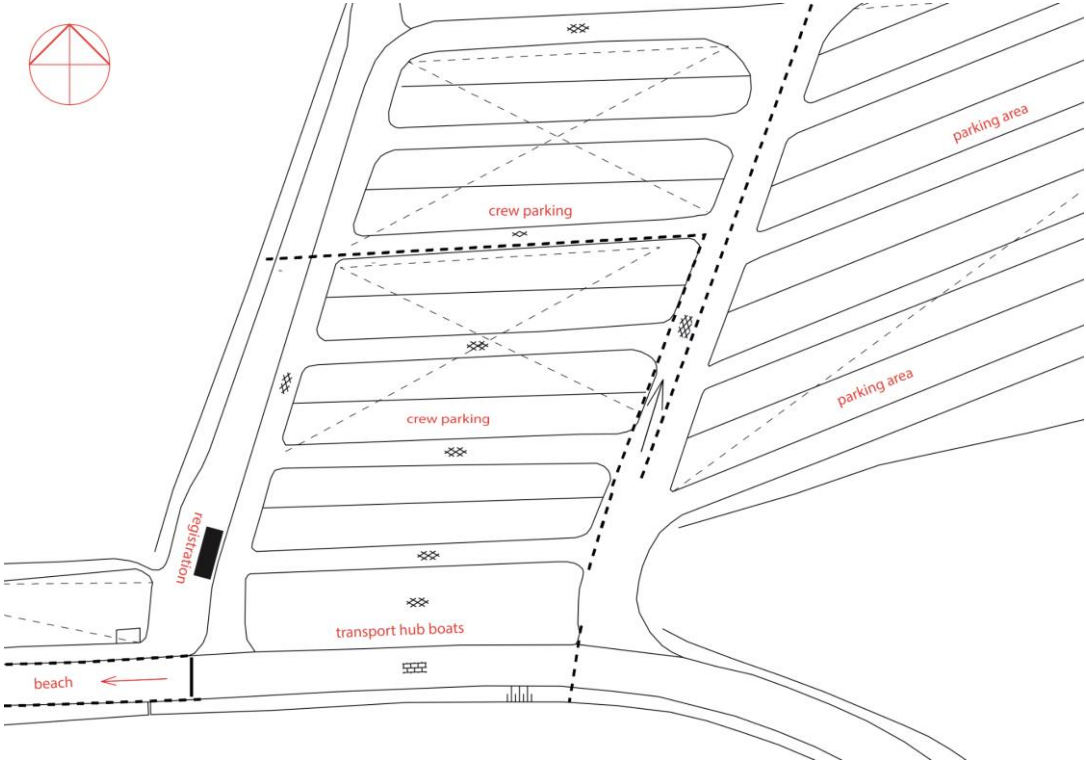 parking area
crew parking
parking area
crew parking
registration
transport hub boats
beach